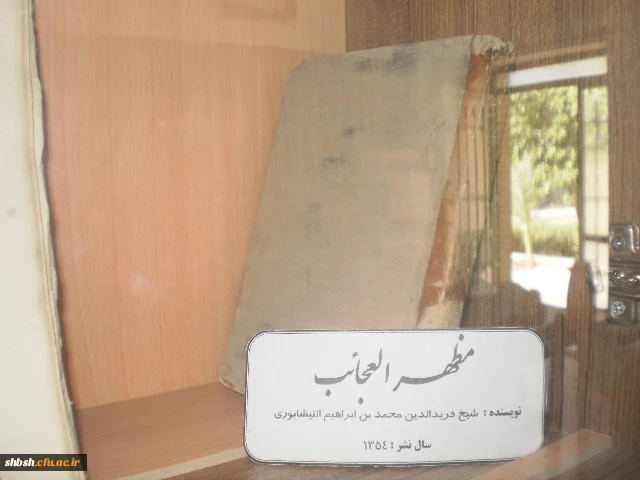 مظهر العجائب
نویسنده : شیخ فریدالدین محمد بن ابراهیم النیشابوری
سال نشر : ۱۳۵۴
shbsh.cfu.ac.ir